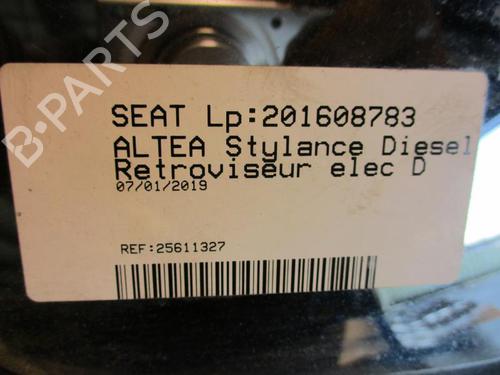 SEAT Lp:201608783
ALTEA Stylance Diesel
Retroviseur elec D
07/01/2019
REF:25611327
B-PARTS